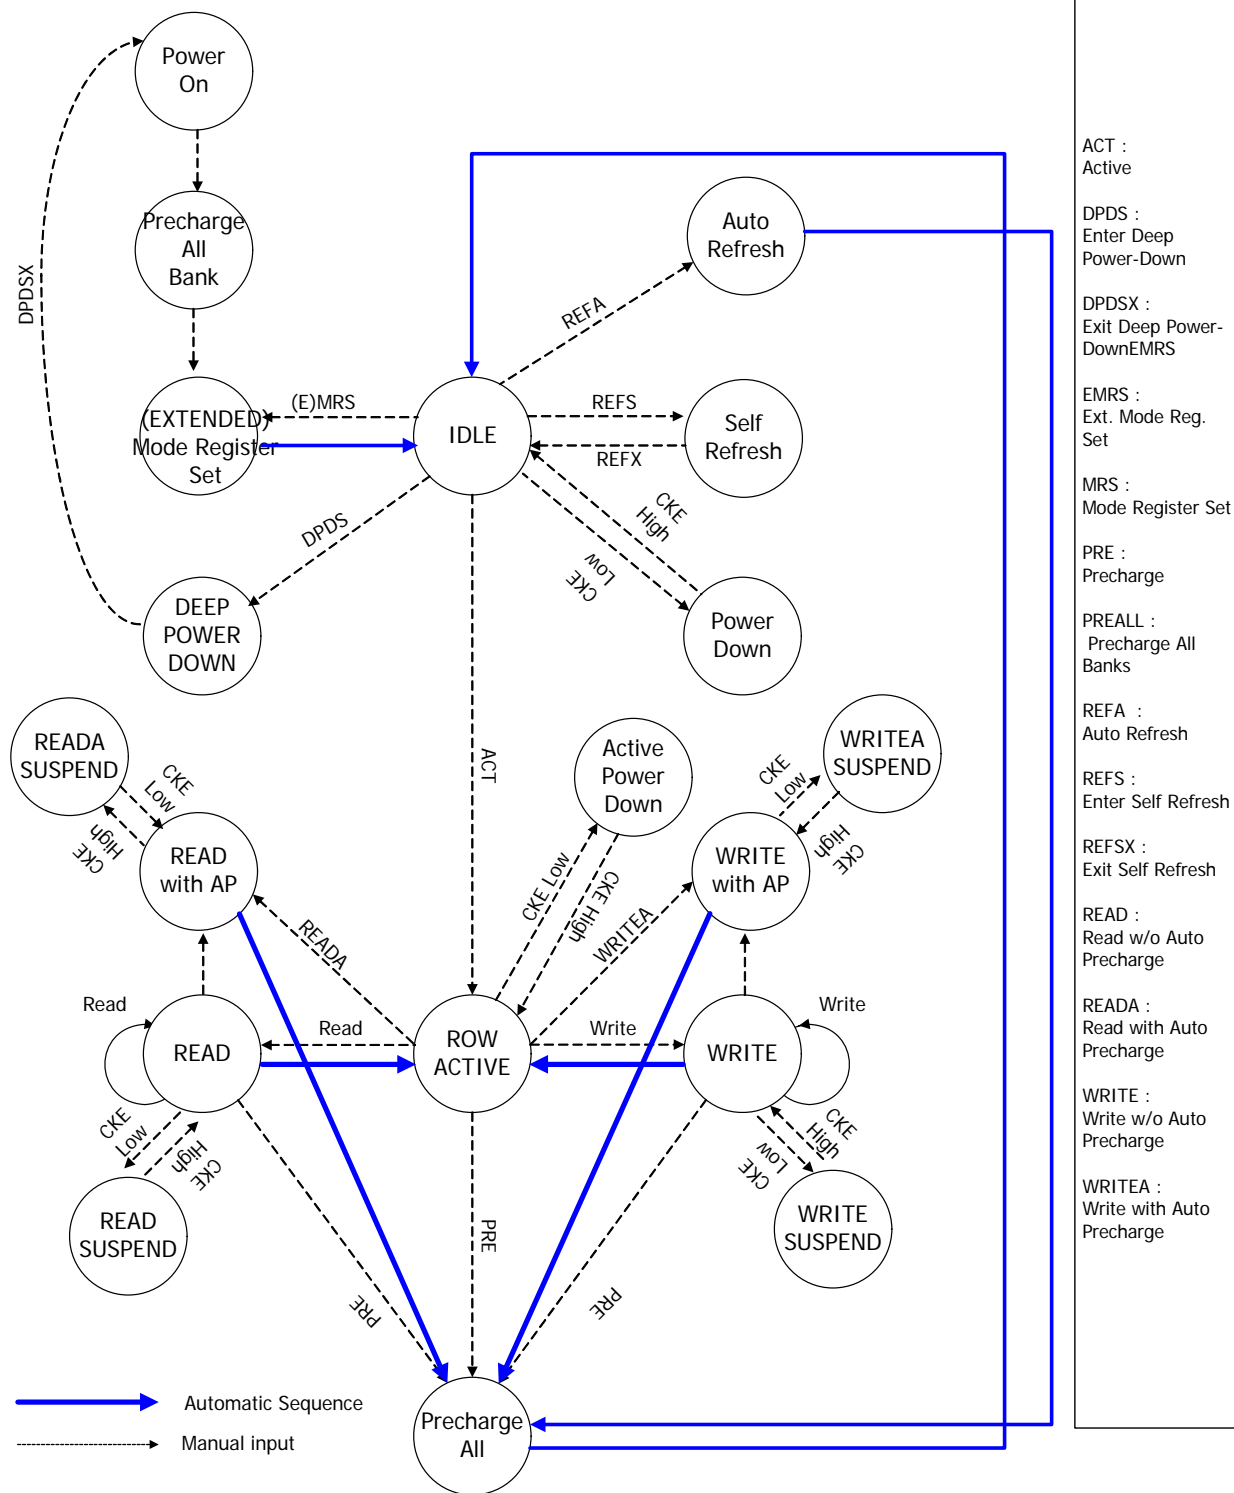 Power
On
Precharge
All
Bank
DPDSX
Auto
Refresh
REFA
(EXTENDED)
Mode Register
Set
(E)MRS
IDLE
REFS
REFX
Self
Refresh
DPDS
CKE
High
CKE
Low
DEEP
POWER
DOWN
Power
Down
ACT
READA
SUSPEND
CKE
Low
CKE
High
READ
with AP
Active
Power
Down
CKE Low
CKE High
WRITEA
SUSPEND
CKE
Low
CKE
High
WRITE
with AP
READA
WRITEA
Read
READ
Read
ROW
ACTIVE
Write
WRITE
Write
CKE
Low
CKE
High
READ
SUSPEND
CKE
High
CKE
Low
WRITE
SUSPEND
PRE
PRE
PRE
Precharge
All
Automatic Sequence
Manual input
ACT :
Active
DPDS :
Enter Deep
Power-Down
DPDSX :
Exit Deep Power-
DownEMRS
EMRS :
Ext. Mode Reg.
Set
MRS :
Mode Register Set
PRE :
Precharge
PREALL :
Precharge All
Banks
REFA :
Auto Refresh
REFS :
Enter Self Refresh
REFSX :
Exit Self Refresh
READ :
Read w/o Auto
Precharge
READA :
Read with Auto
Precharge
WRITE :
Write w/o Auto
Precharge
WRITEA :
Write with Auto
Precharge